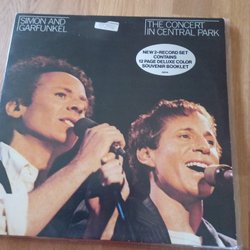 SIMON AND
GARFUNKEL
THE CONCERT
IN CENTRAL PARK
NEW 2-RECORD SET
CONTAINS
12 PAGE DELUXE COLOR
SOUVENIR BOOKLET